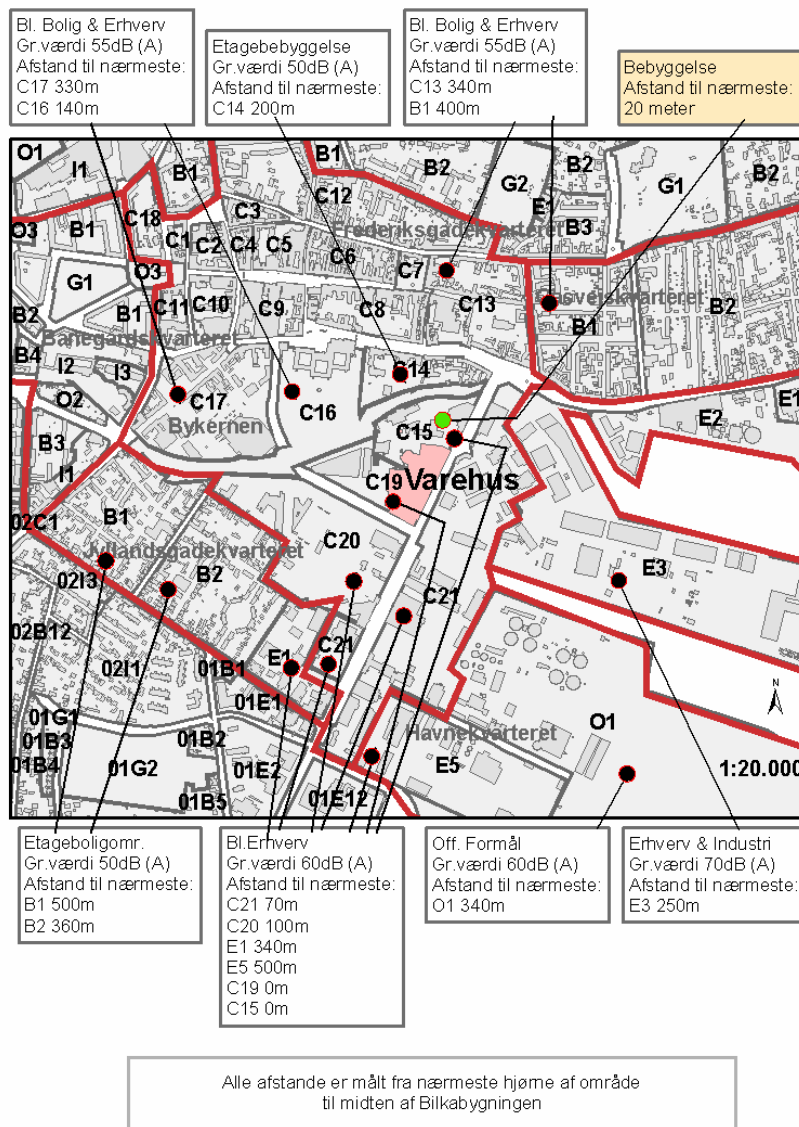 Bl. Bolig & Erhverv
Gr.værdi 55dB (A)
Afstand til nærmeste:
C17 330m
C16 140m
Etagebebyggelse
Gr.værdi 50dB (A)
Afstand til nærmeste:
C14 200m
Bl. Bolig & Erhverv
Gr.værdi 55dB (A)
Afstand til nærmeste:
C13 340m
B1 400m
Bebyggelse
Afstand til nærmeste:
20 meter
O1
I1
B1
B1
B2
G2
B2
G1
B2
C12
C3
E1
O3
B1
C18
C1
C2
C4
C5
Frederiksgadekvarteret
B3
C6
O3
G1
C7
C11
C10
C9
C8
C13
B2
B2
B1
B1
Banegårdskvarteret
B4
I2
I3
C14
O2
C17
C16
E1
E2
Bykernen
B3
C15
I1
C19
Varehus
02C1
B1
Jyllandsgadekvarteret
C20
02I3
B2
E3
C21
02B12
02I1
01B1
E1
C21
01E1
01G1
01B3
01B2
Havnekvarteret
O1
01B4
01G2
01E2
E5
01B5
01E12
N
1:20.000
Etageboligomr.
Gr.værdi 50dB (A)
Afstand til nærmeste:
B1 500m
B2 360m
Bl.Erhverv
Gr.værdi 60dB (A)
Afstand til nærmeste:
C21 70m
C20 100m
E1 340m
E5 500m
C19 0m
C15 0m
Off. Formål
Gr.værdi 60dB (A)
Afstand til nærmeste:
O1 340m
Erhverv & Industri
Gr.værdi 70dB (A)
Afstand til nærmeste:
E3 250m
Alle afstande er målt fra nærmeste hjørne af område
til midten af Bilkabygningen